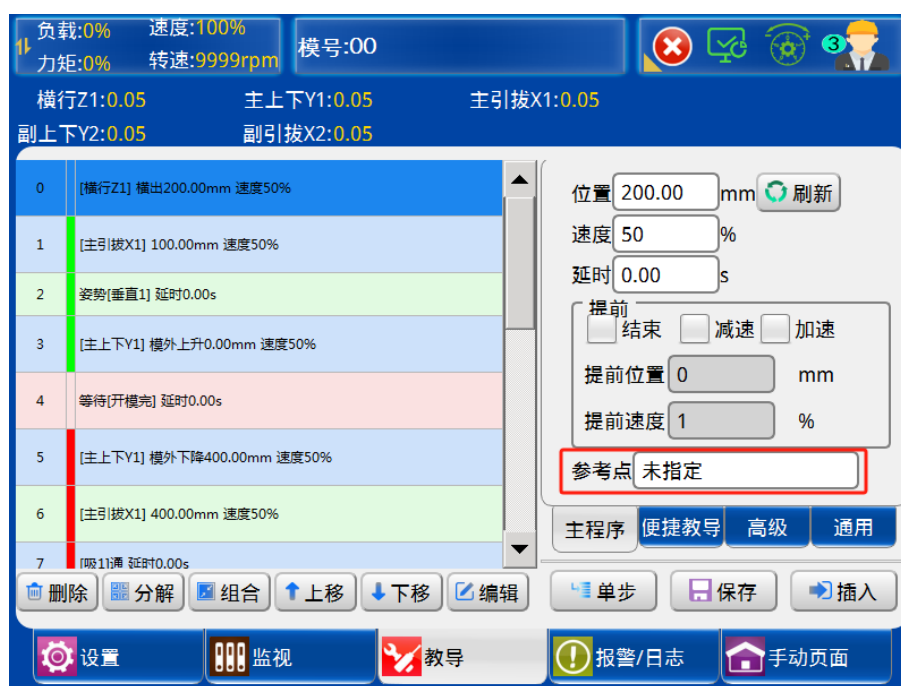 负载:0% 速度:100%
力矩:0% 转速:9999rpm
模号:00
3
横行Z1:0.05 主上下Y1:0.05 主引拔X1:0.05
副上下Y2:0.05 副引拔X2:0.05
0 [横行Z1] 横出200.00mm 速度50%
1 [主引拔X1] 100.00mm 速度50%
2 姿势[垂直1] 延时0.00s
3 [主上下Y1] 模外上升0.00mm 速度50%
4 等待[开模完] 延时0.00s
5 [主上下Y1] 模外下降400.00mm 速度50%
6 [主引拔X1] 400.00mm 速度50%
7 [吸1]通 延时0.00s
位置 200.00 mm 刷新
速度 50 %
延时 0.00 s
提前
结束 减速 加速
提前位置 0 mm
提前速度 1 %
参考点 未指定
主程序 便捷教导 高级 通用
删除 分解 组合 上移 下移 编辑 单步 保存 插入
设置 监视 教导 报警/日志 手动页面